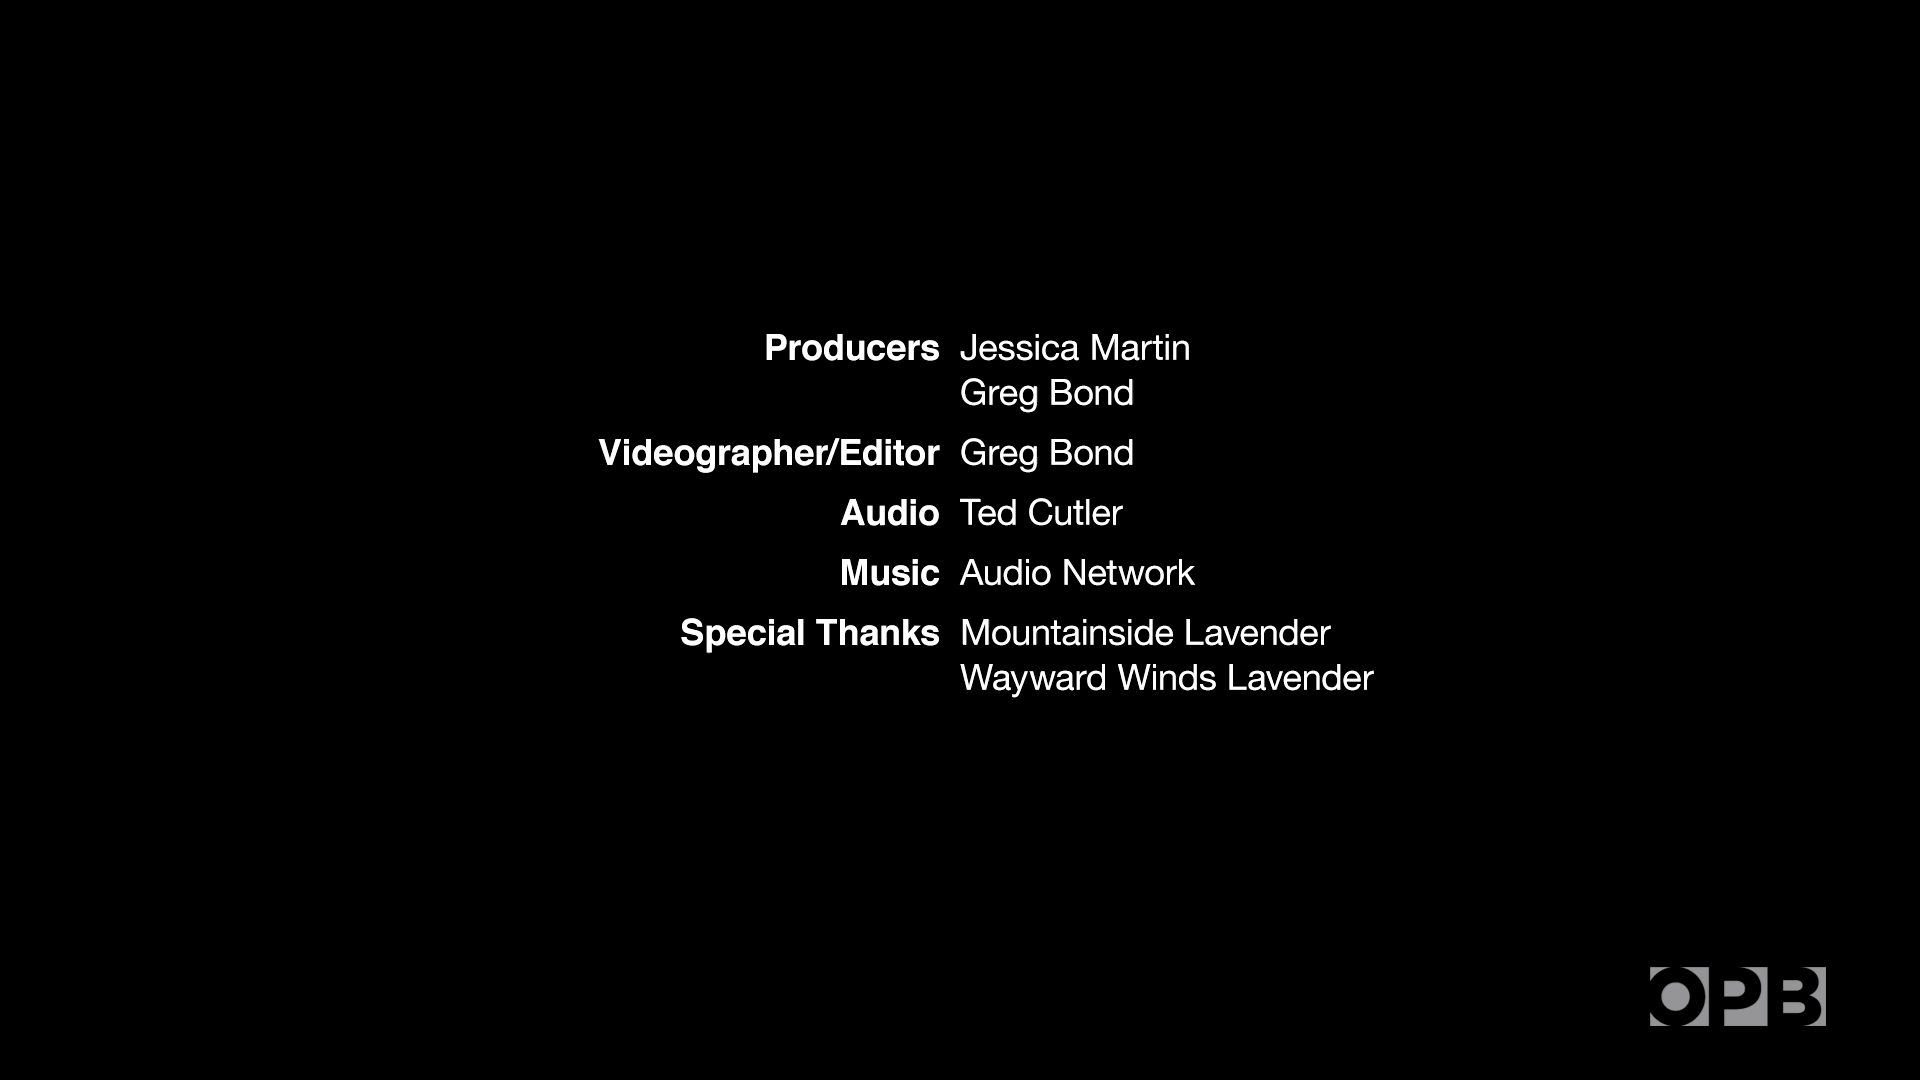 Producers Jessica Martin
Greg Bond
Videographer/Editor Greg Bond
Audio Ted Cutler
Music Audio Network
Special Thanks Mountainside Lavender
Wayward Winds Lavender
OPB